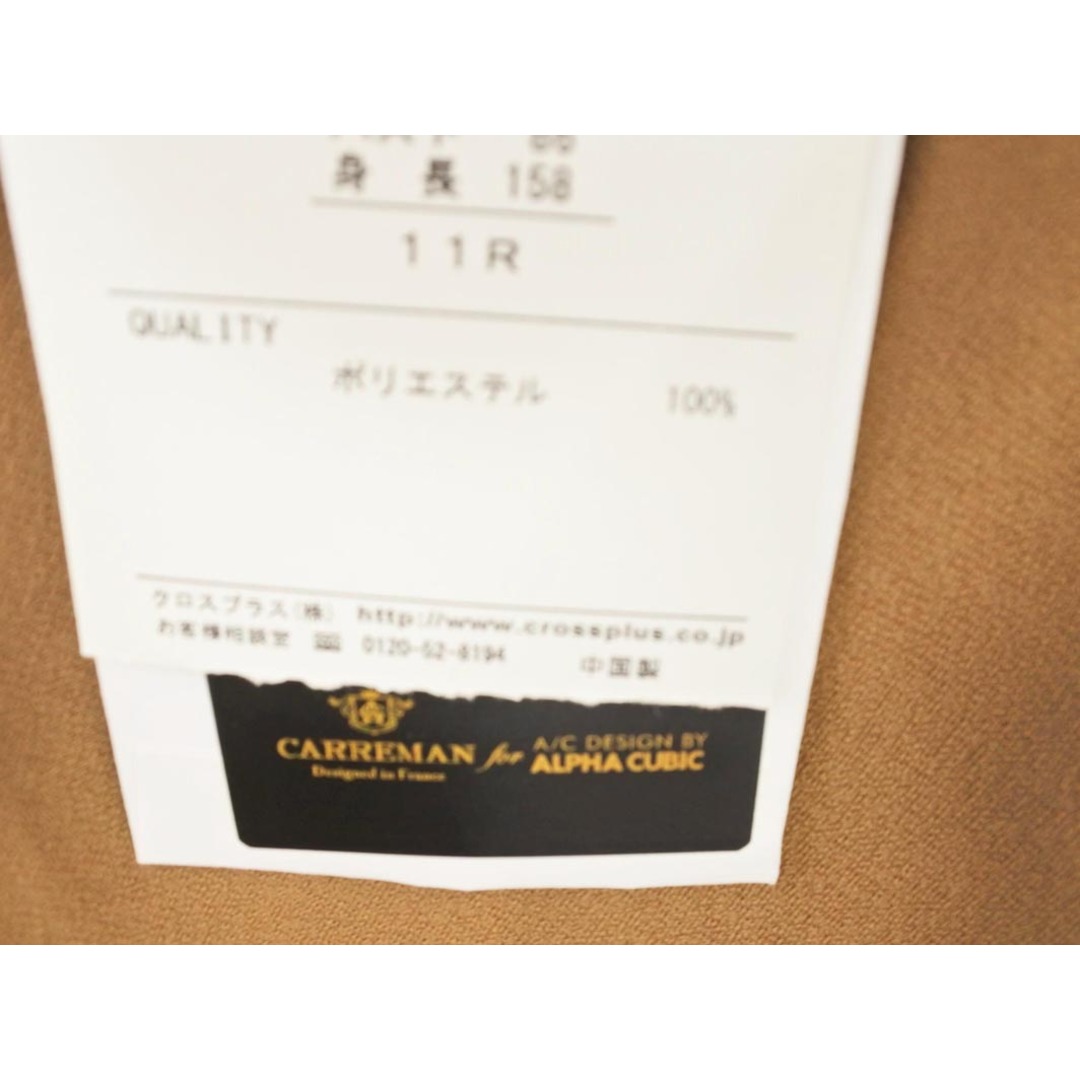 身 長 158
11R
QUALITY
ポリエステル 100%
クロスプラス(株) http://www.crossplus.co.jp
お客様相談室 0120-52-8194 中国製
CARREMAN for A/C DESIGN BY ALPHA CUBIC
Designed in France